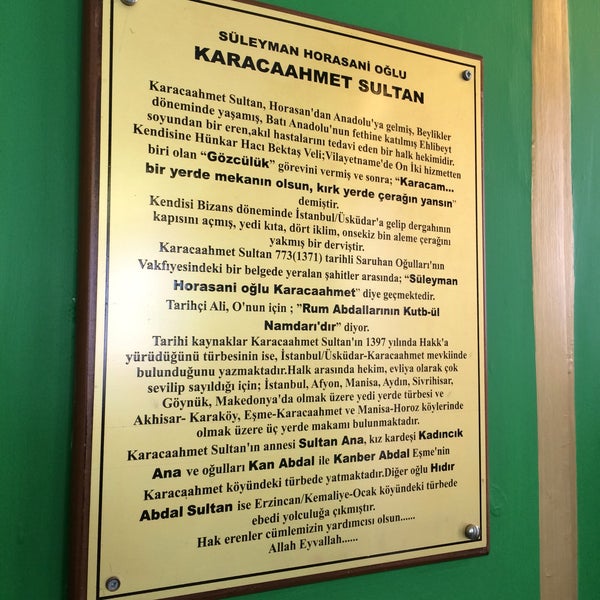 SÜLEYMAN HORASANİ OĞLU
KARACAAHMET SULTAN
Karacaahmet Sultan, Horasan'dan Anadolu'ya gelmiş, Beylikler
döneminde yaşamış, Batı Anadolu'nun fethine katılmış Ehlibeyt
soyundan bir eren,akıl hastalarını tedavi eden bir halk hekimidir.
Kendisine Hünkar Hacı Bektaş Veli;Vilayetname'de On İki hizmetten
biri olan "Gözcülük" görevini vermiş ve sonra; "Karacam...
bir yerde mekanın olsun, kırk yerde çerağın yansın"
demiştir.
Kendisi Bizans döneminde İstanbul/Üsküdar'a gelip dergahının
kapısını açmış, yedi kıta, dört iklim, onsekiz bin aleme çerağını
yakmış bir dervistir.
Karacaahmet Sultan 773(1371) tarihli Saruhan Oğulları'nın
Vakfıyesindeki bir belgede yeralan şahitler arasında; "Süleyman
Horasani oğlu Karacaahmet" diye geçmektedir.
Tarihçi Ali, O'nun için ; "Rum Abdallarının Kutb-ül
Namdarı'dır" diyor.
Tarihi kaynaklar Karacaahmet Sultan'ın 1397 yılında Hakk'a
yürüdüğünü türbesinin ise, İstanbul/Üsküdar-Karacaahmet mevkiinde
bulunduğunu yazmaktadır.Halk arasında hekim, evliya olarak çok
sevilip sayıldığı için; İstanbul, Afyon, Manisa, Aydın, Sivrihisar,
Göynük, Makedonya'da olmak üzere yedi yerde türbesi ve
Akhisar- Karaköy, Eşme-Karacaahmet ve Manisa-Horoz köylerinde
olmak üzere üç yerde makamı bulunmaktadır.
Karacaahmet Sultan'ın annesi Sultan Ana, kız kardeşi Kadıncık
Ana ve oğulları Kan Abdal ile Kanber Abdal Eşme'nin
Karacaahmet köyündeki türbede yatmaktadır.Diğer oğlu Hıdır
Abdal Sultan ise Erzincan/Kemaliye-Ocak köyündeki türbede
ebedi yolculuğa çıkmıştır.
Hak erenler cümlemizin yardımcısı olsun......
Allah Eyvallah......